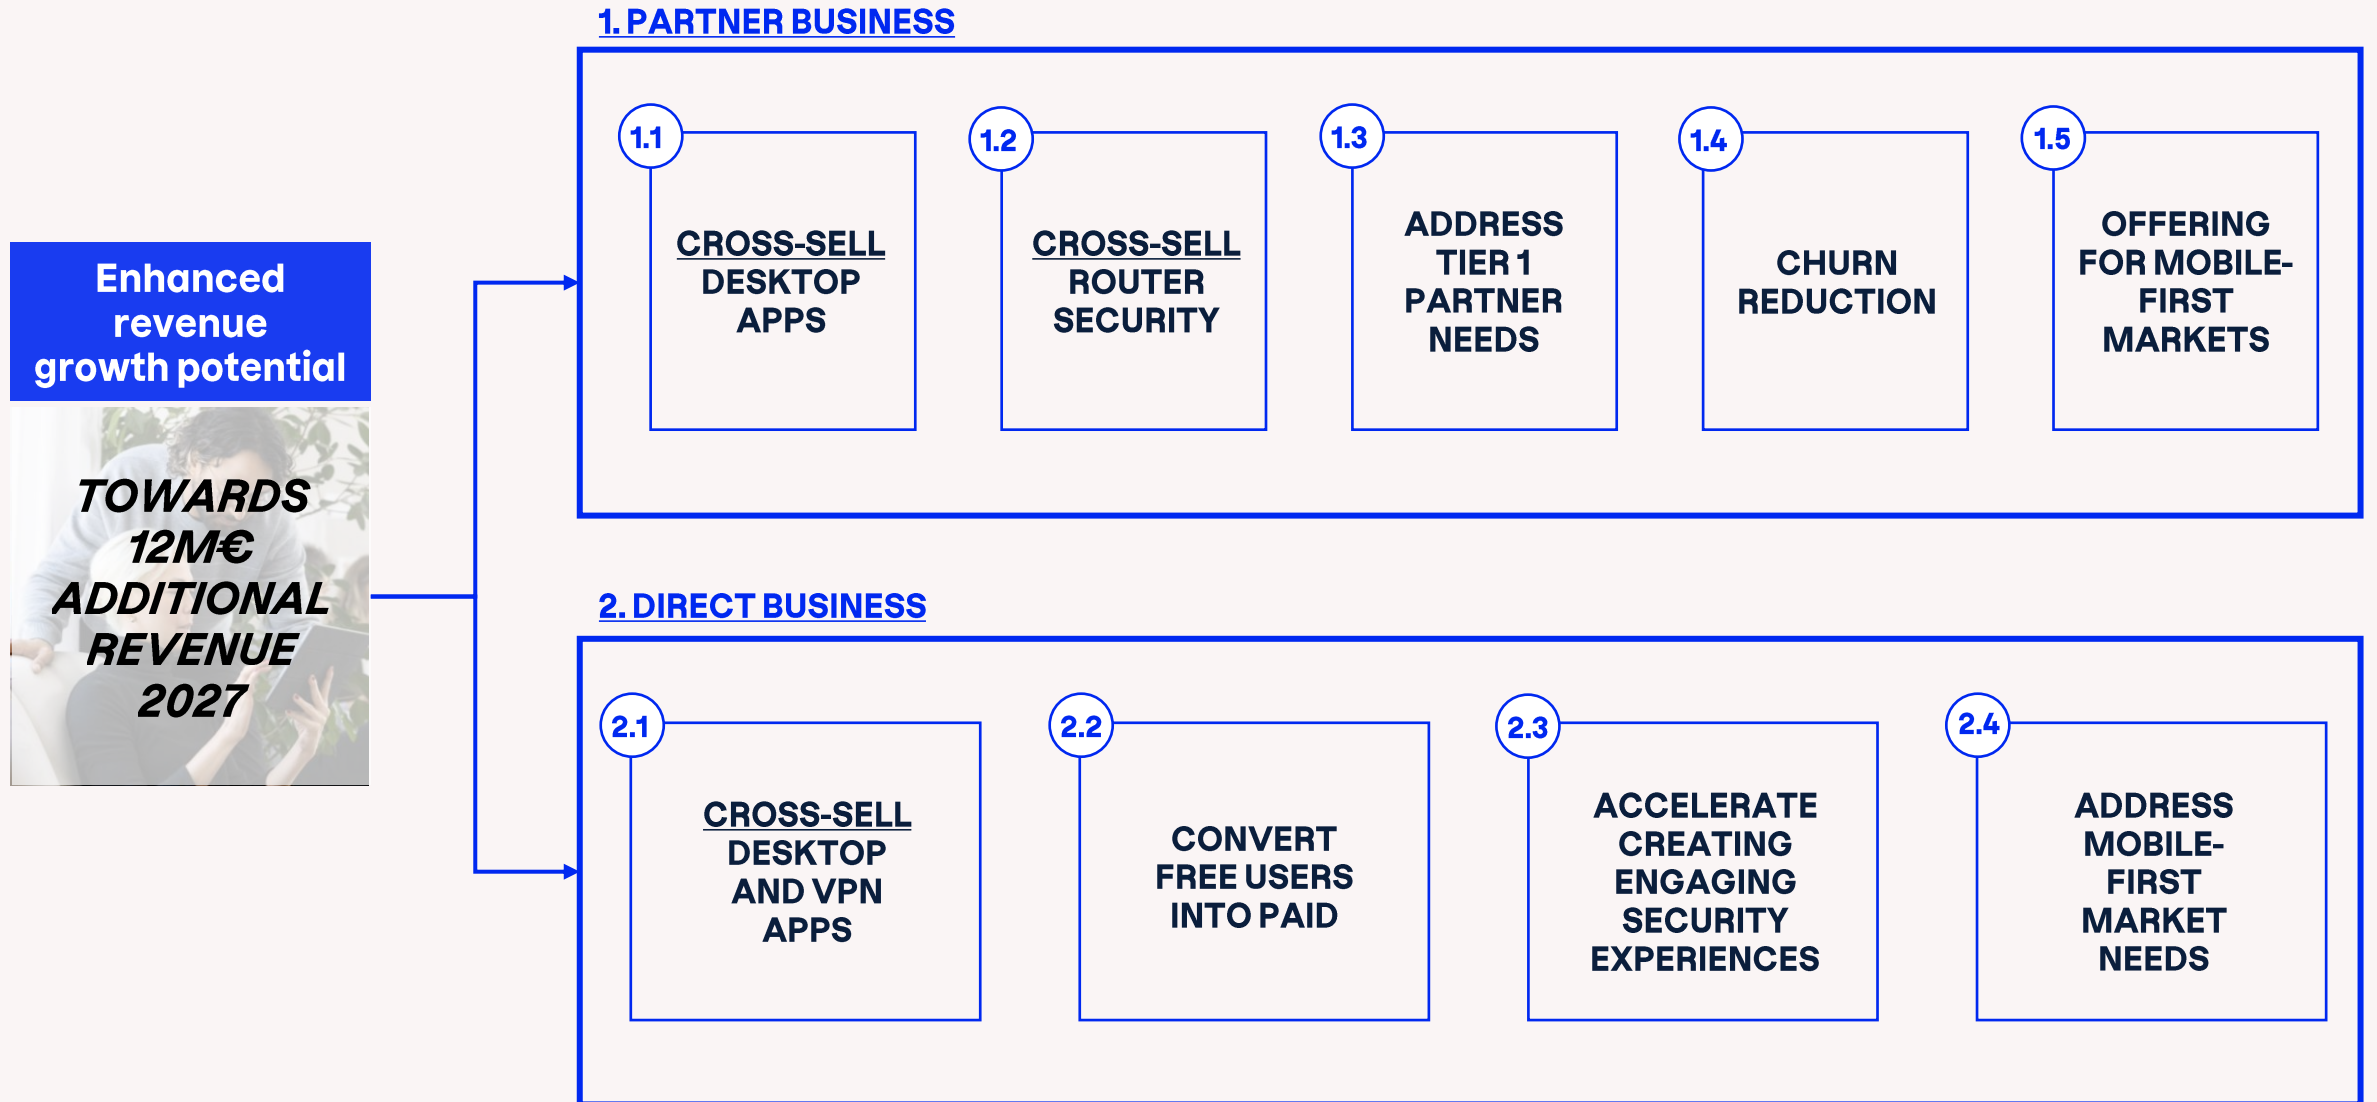 1. PARTNER BUSINESS
1.1
1.2
1.3
1.4
1.5
CROSS-SELL
DESKTOP
APPS
CROSS-SELL
ROUTER
SECURITY
ADDRESS
TIER 1
PARTNER
NEEDS
CHURN
REDUCTION
OFFERING
FOR MOBILE-
FIRST
MARKETS
Enhanced
revenue
growth potential
TOWARDS
12M€
ADDITIONAL
REVENUE
2027
2. DIRECT BUSINESS
2.1
2.2
2.3
2.4
CROSS-SELL
DESKTOP
AND VPN
APPS
CONVERT
FREE USERS
INTO PAID
ACCELERATE
CREATING
ENGAGING
SECURITY
EXPERIENCES
ADDRESS
MOBILE-
FIRST
MARKET
NEEDS